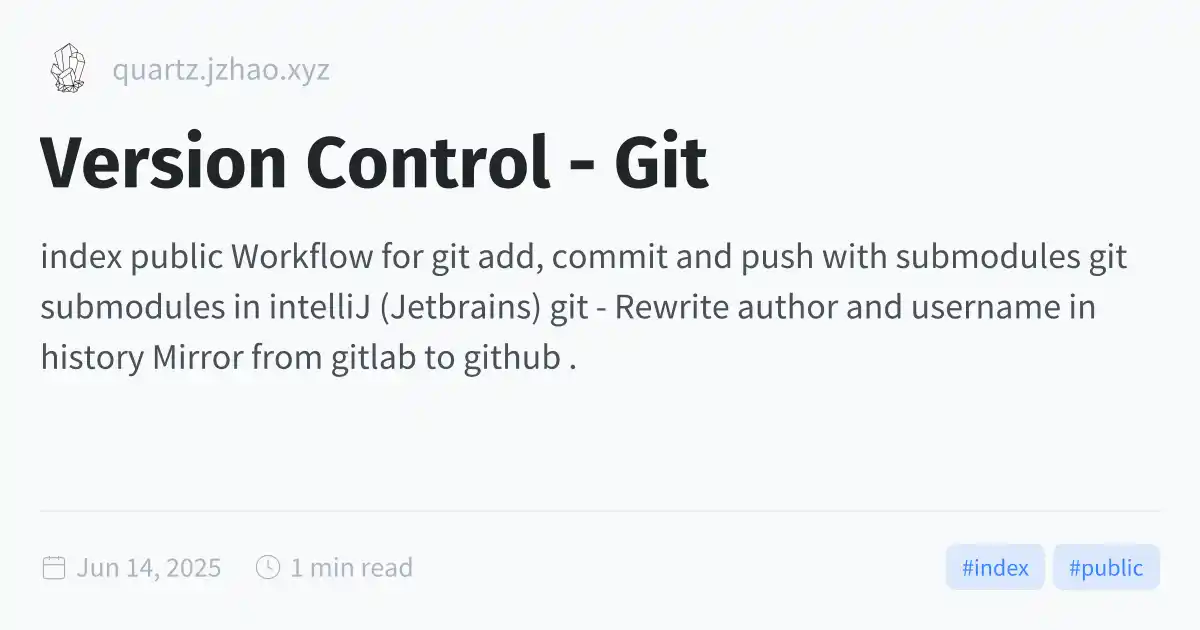 quartz.jzhao.xyz
Version Control - Git
index public Workflow for git add, commit and push with submodules git
submodules in intelliJ (Jetbrains) git - Rewrite author and username in
history Mirror from gitlab to github .
Jun 14, 2025 1 min read #index #public